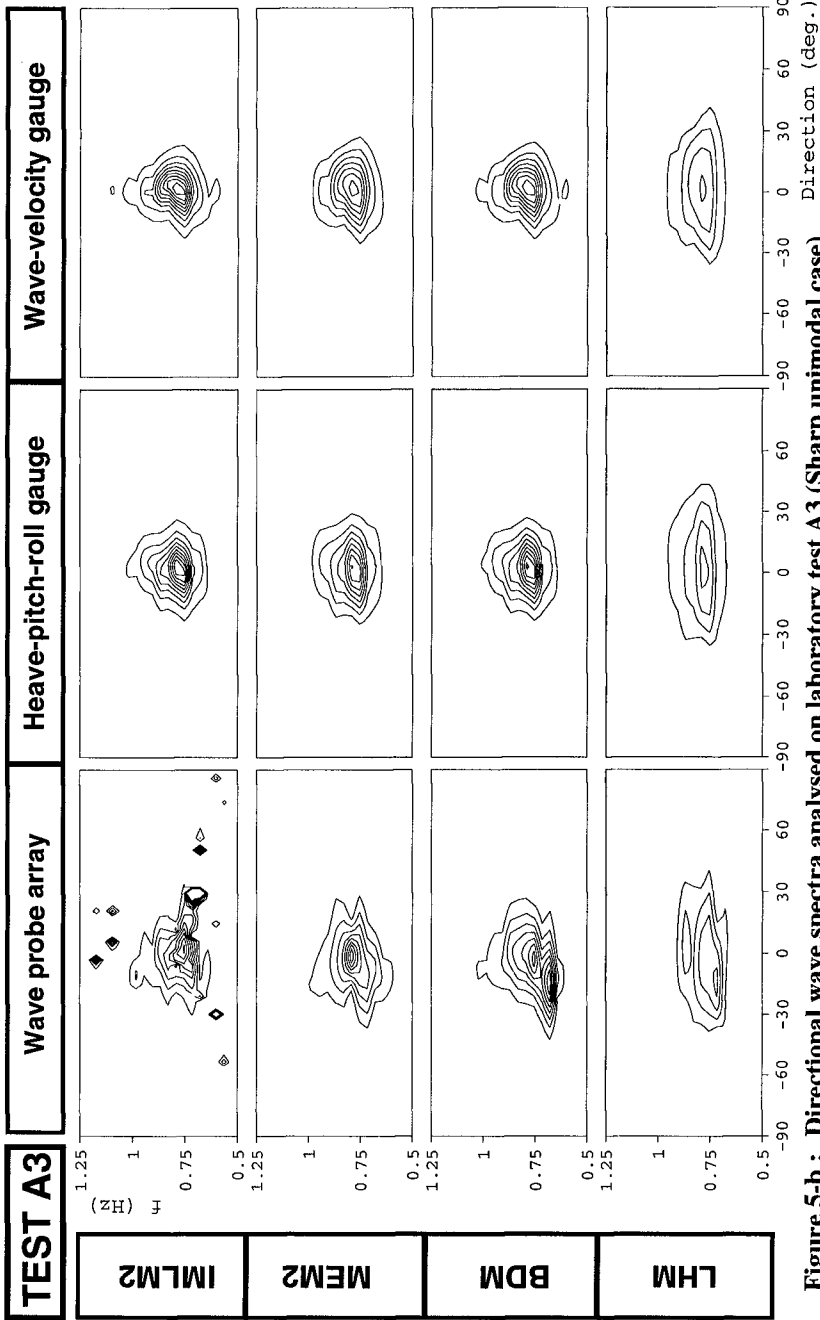 TEST A3
Wave probe array
Heave-pitch-roll gauge
Wave-velocity gauge
IMLM2
f (Hz)
1.25
1
0.75
0.5
MEM2
1.25
1
0.75
0.5
BDM
1.25
1
0.75
0.5
LHM
1.25
1
0.75
0.5
-90 -60 -30 0 30 60
-90 -60 -30 0 30 60
-90 -60 -30 0 30 60 90
Direction (deg.)
Figure 5-b : Directional wave spectra analysed on laboratory test A3 (Sharp unimodal case)